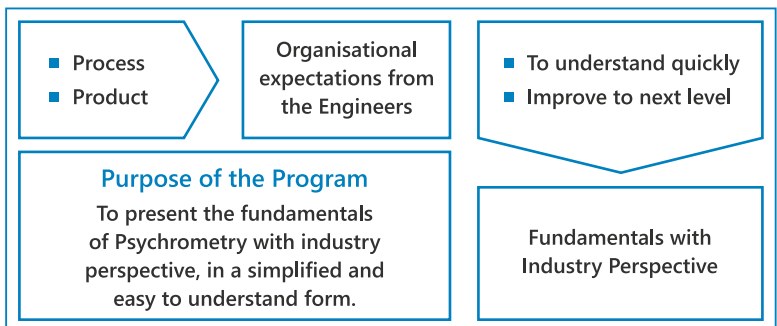 Process
Product
Organisational
expectations from
the Engineers
To understand quickly
Improve to next level
Purpose of the Program
To present the fundamentals
of Psychrometry with industry
perspective, in a simplified and
easy to understand form.
Fundamentals with
Industry Perspective